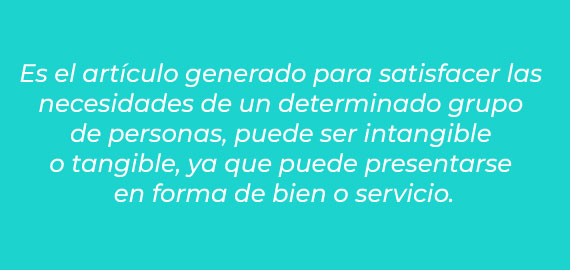 Es el artículo generado para satisfacer las
necesidades de un determinado grupo
de personas, puede ser intangible
o tangible, ya que puede presentarse
en forma de bien o servicio.